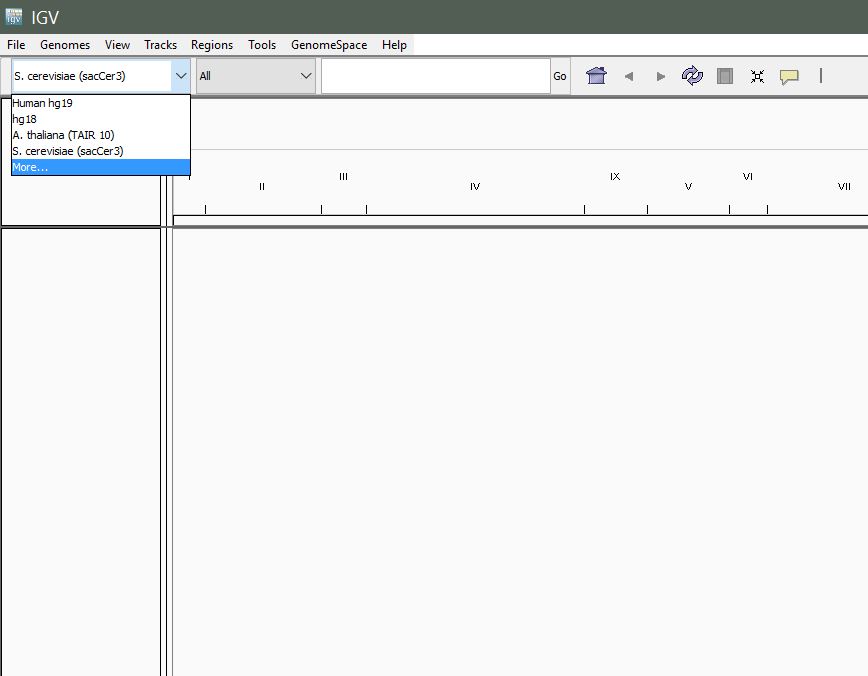 igv IGV
File Genomes View Tracks Regions Tools GenomeSpace Help
S. cerevisiae (sacCer3) All Go
Human hg19
hg18
A. thaliana (TAIR 10)
S. cerevisiae (sacCer3)
More...
III IX VI
II IV V VII